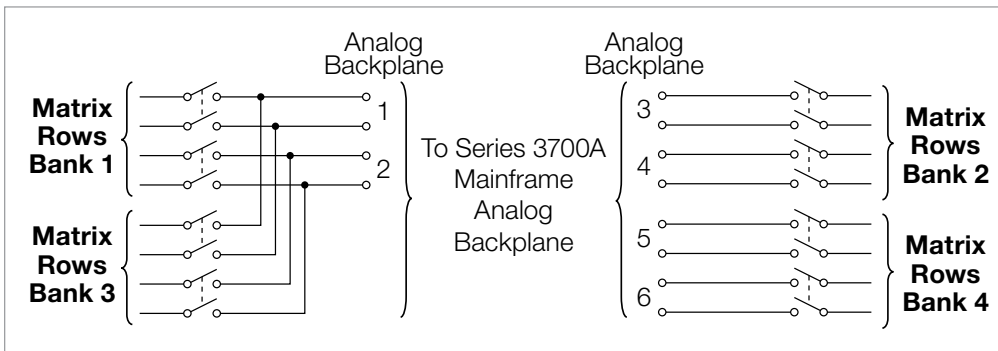 Analog
Backplane
Analog
Backplane
Matrix
Rows
Bank 1
1
2
Matrix
Rows
Bank 3
To Series 3700A
Mainframe
Analog
Backplane
3
4
5
6
Matrix
Rows
Bank 2
Matrix
Rows
Bank 4